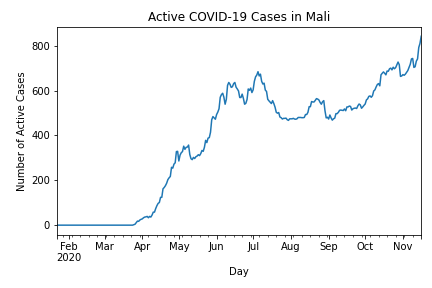 Active COVID-19 Cases in Mali
Number of Active Cases
800
600
400
200
0
Feb Mar Apr May Jun Jul Aug Sep Oct Nov
2020
Day